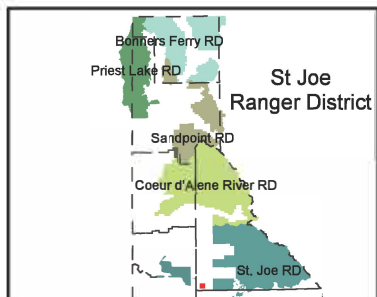 Bonners Ferry RD
Priest Lake RD
St Joe
Ranger District
Sandpoint RD
Coeur d'Alene River RD
St. Joe RD